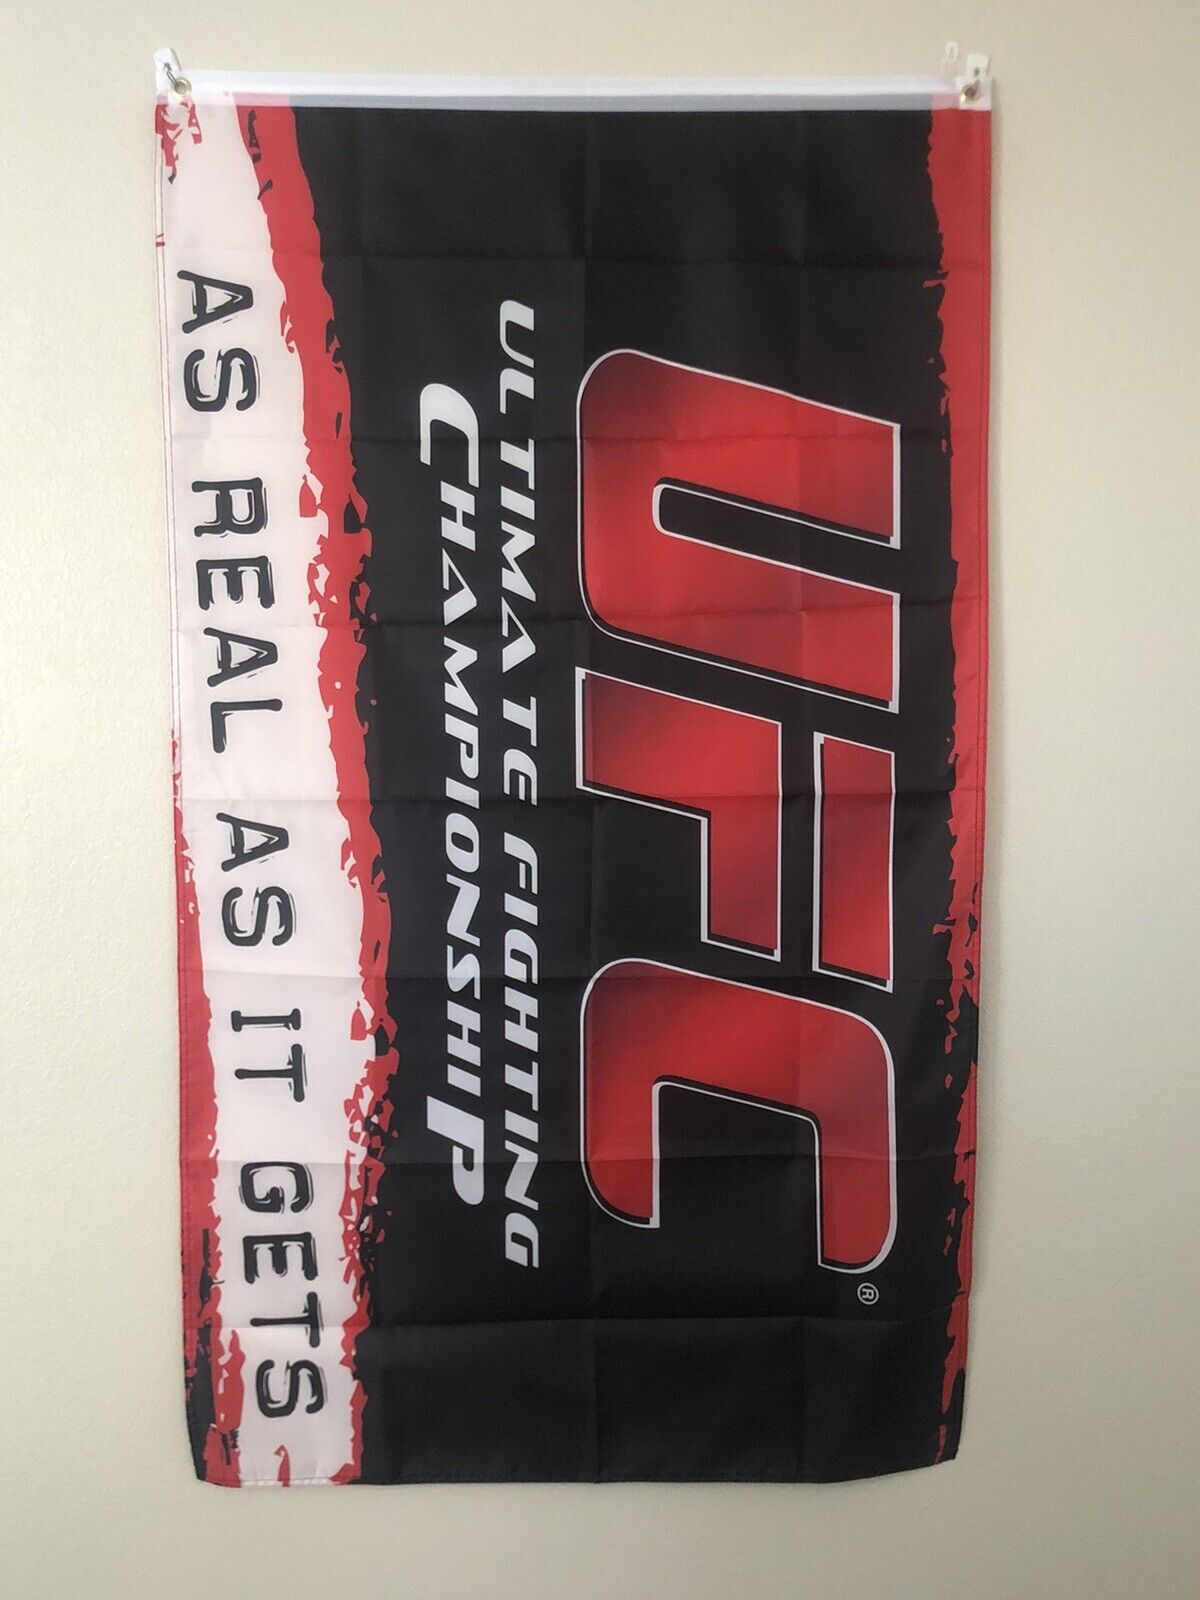 UFC®
ULTIMATE FIGHTING
CHAMPIONSHIP
AS REAL AS IT GETS